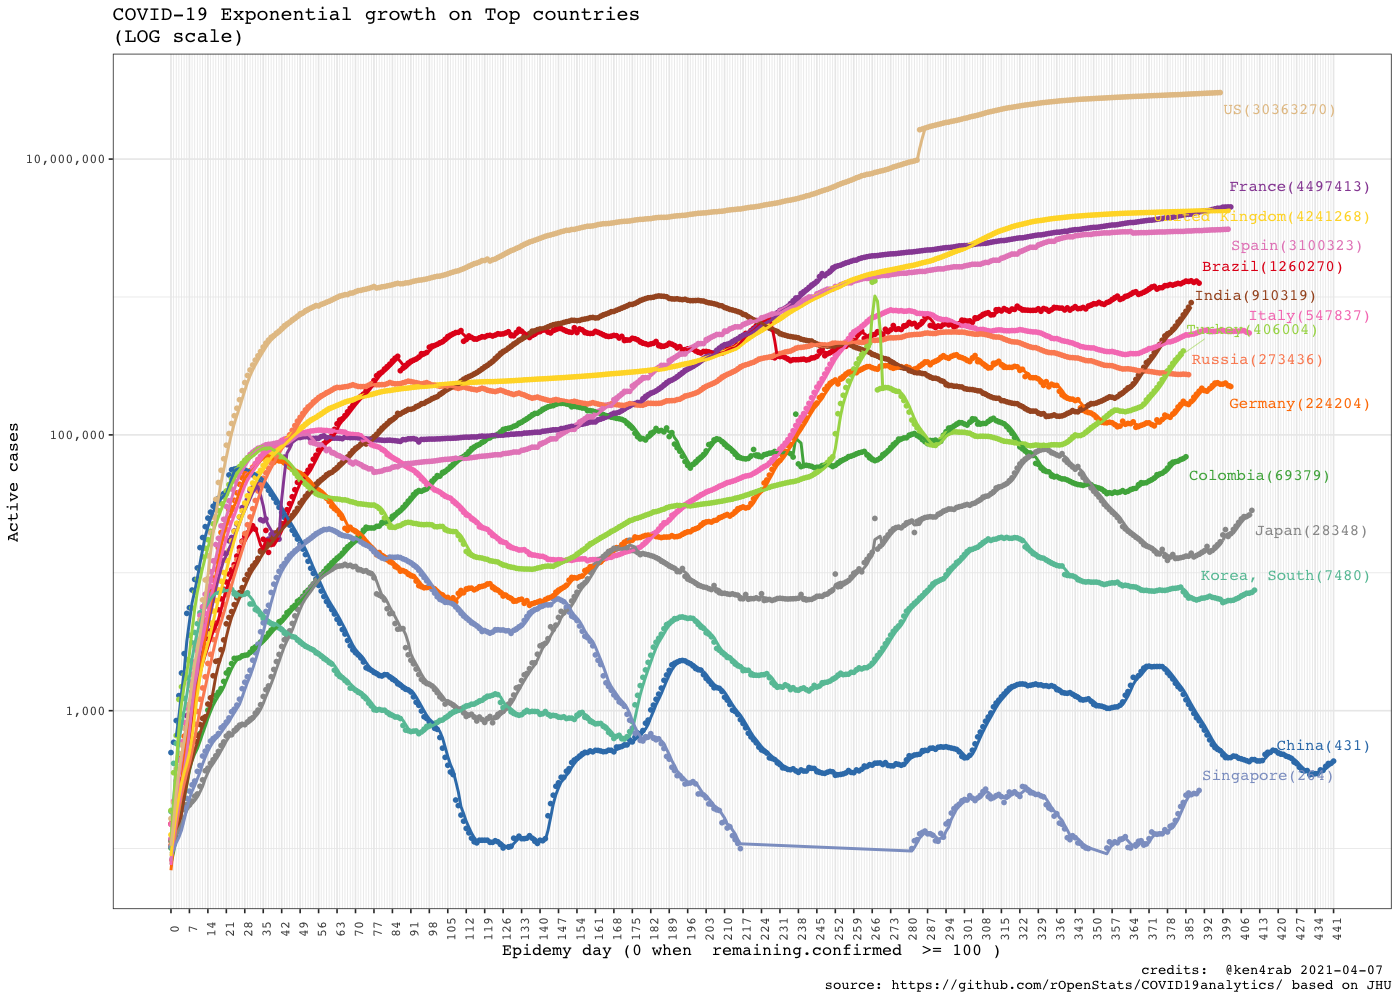 COVID-19 Exponential growth on Top countries
(LOG scale)
Active cases
10,000,000
100,000
1,000
US(30363270)
France(4497413)
United Kingdom(4241268)
Spain(3100323)
Brazil(1260270)
India(910319)
Italy(547837)
Turkey(406004)
Russia(273436)
Germany(224204)
Colombia(69379)
Japan(28348)
Korea, South(7480)
China(431)
Singapore(264)
0 7 14 21 28 35 42 49 56 63 70 77 84 91 98 105 112 119 126 133 140 147 154 161 168 175 182 189 196 203 210 217 224 231 238 245 252 259 266 273 280 287 294 301 308 315 322 329 336 343 350 357 364 371 378 385 392 399 406 413 420 427 434 441
Epidemy day (0 when  remaining.confirmed  >= 100 )
credits:  @ken4rab 2021-04-07
source: https://github.com/rOpenStats/COVID19analytics/ based on JHU